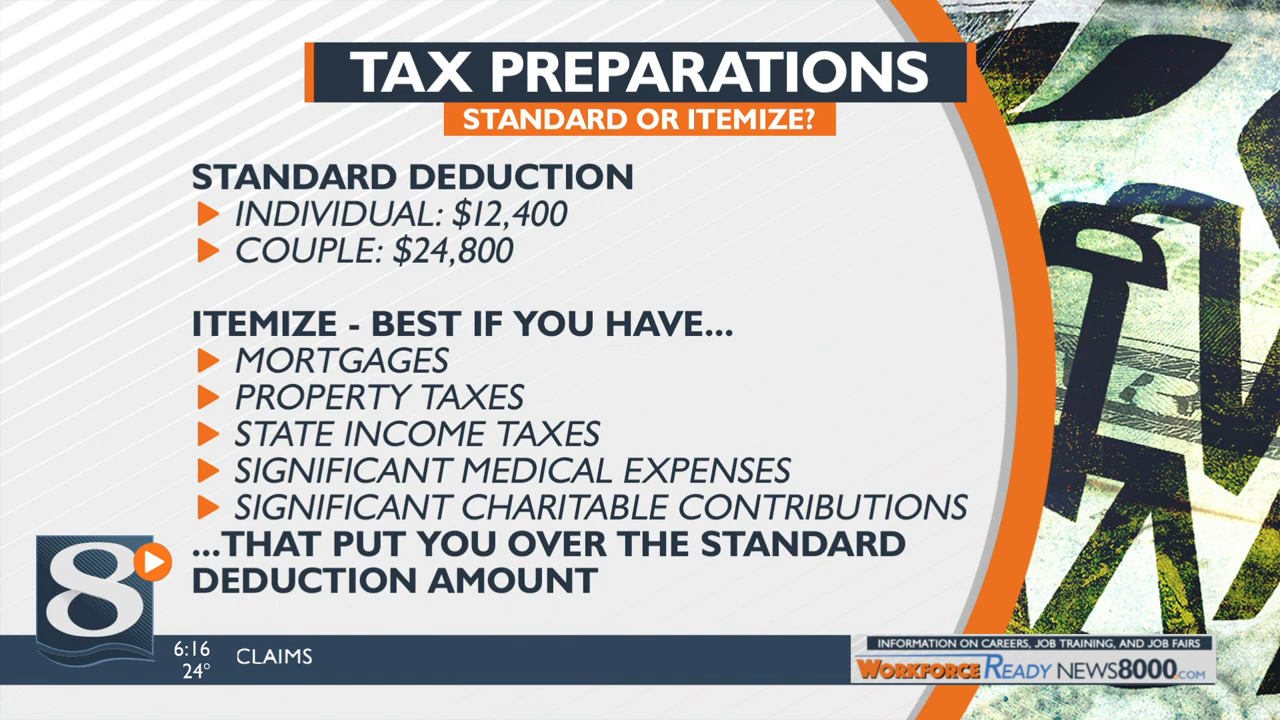 TAX PREPARATIONS
STANDARD OR ITEMIZE?
STANDARD DEDUCTION
INDIVIDUAL: $12,400
COUPLE: $24,800
ITEMIZE - BEST IF YOU HAVE...
MORTGAGES
PROPERTY TAXES
STATE INCOME TAXES
SIGNIFICANT MEDICAL EXPENSES
SIGNIFICANT CHARITABLE CONTRIBUTIONS
...THAT PUT YOU OVER THE STANDARD
DEDUCTION AMOUNT
8
6:16
24°
CLAIMS
INFORMATION ON CAREERS, JOB TRAINING, AND JOB FAIRS
WORKFORCE READY NEWS8000.COM